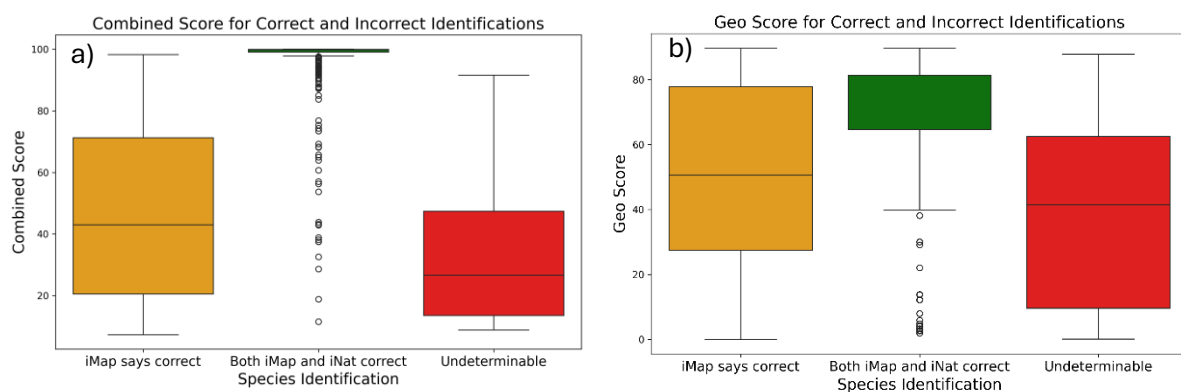 Combined Score for Correct and Incorrect Identifications
a)
100
80
60
40
20
Combined Score
iMap says correct
Both iMap and iNat correct
Undeterminable
Species Identification
Geo Score for Correct and Incorrect Identifications
b)
80
60
40
20
0
Geo Score
iMap says correct
Both iMap and iNat correct
Undeterminable
Species Identification